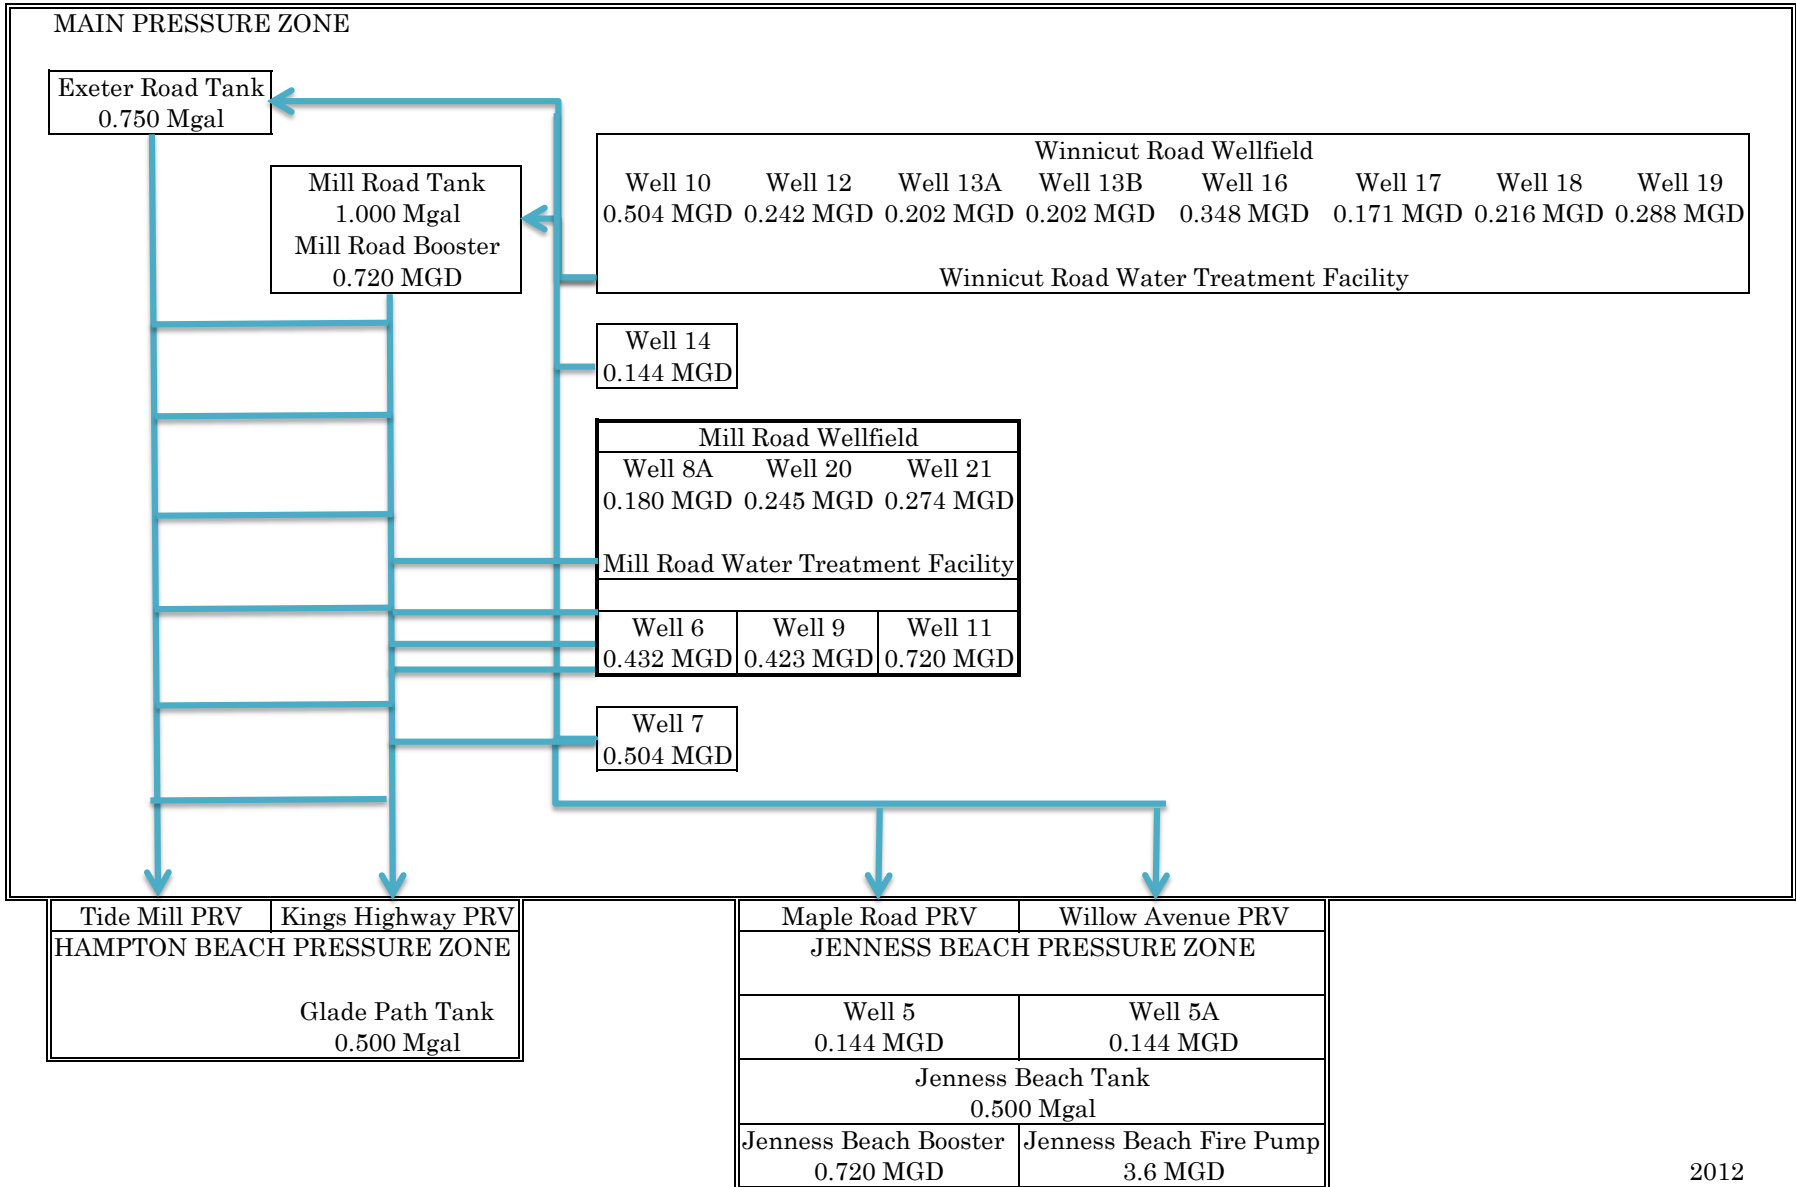 MAIN PRESSURE ZONE
Exeter Road Tank
0.750 Mgal
Winnicut Road Wellfield
Mill Road Tank
1.000 Mgal
Mill Road Booster
0.720 MGD
Well 10 Well 12 Well 13A Well 13B Well 16 Well 17 Well 18 Well 19
0.504 MGD 0.242 MGD 0.202 MGD 0.202 MGD 0.348 MGD 0.171 MGD 0.216 MGD 0.288 MGD
Winnicut Road Water Treatment Facility
Well 14
0.144 MGD
Mill Road Wellfield
Well 8A Well 20 Well 21
0.180 MGD 0.245 MGD 0.274 MGD
Mill Road Water Treatment Facility
Well 6 Well 9 Well 11
0.432 MGD 0.423 MGD 0.720 MGD
Well 7
0.504 MGD
Tide Mill PRV Kings Highway PRV
HAMPTON BEACH PRESSURE ZONE
Glade Path Tank
0.500 Mgal
Maple Road PRV Willow Avenue PRV
JENNESS BEACH PRESSURE ZONE
Well 5 Well 5A
0.144 MGD 0.144 MGD
Jenness Beach Tank
0.500 Mgal
Jenness Beach Booster Jenness Beach Fire Pump
0.720 MGD 3.6 MGD
2012